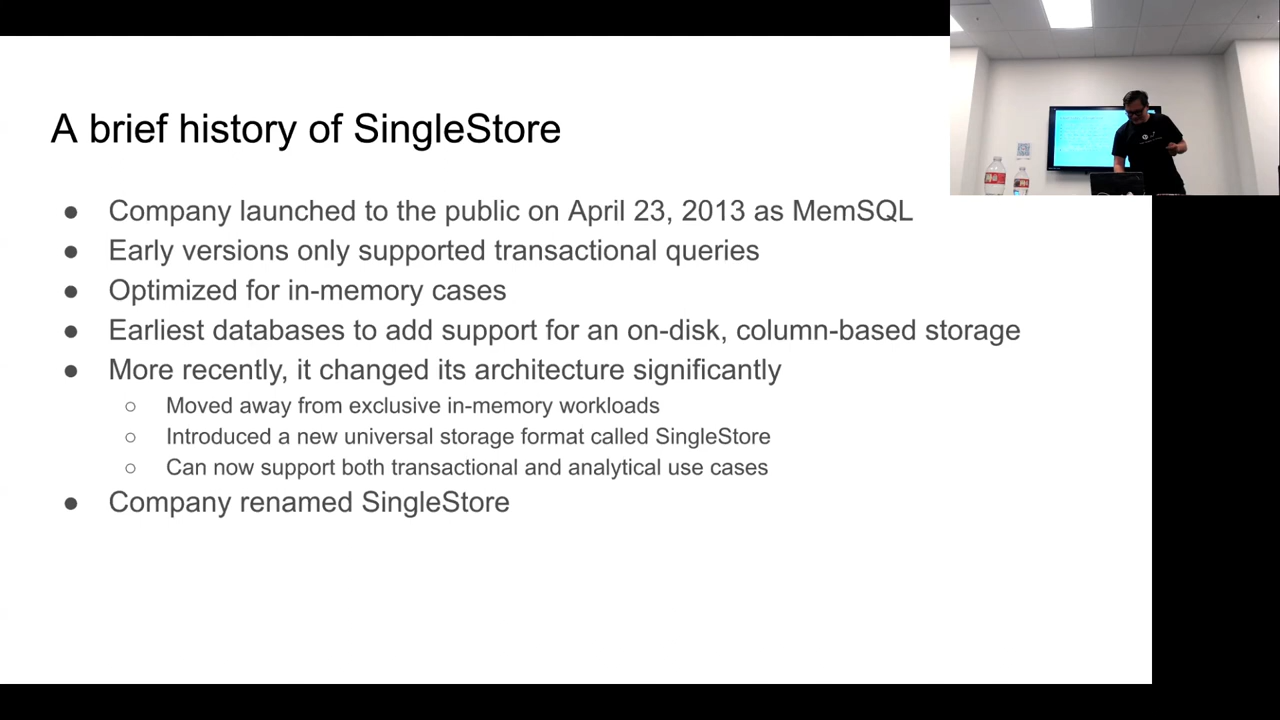 A brief history of SingleStore
● Company launched to the public on April 23, 2013 as MemSQL
● Early versions only supported transactional queries
● Optimized for in-memory cases
● Earliest databases to add support for an on-disk, column-based storage
● More recently, it changed its architecture significantly
○ Moved away from exclusive in-memory workloads
○ Introduced a new universal storage format called SingleStore
○ Can now support both transactional and analytical use cases
● Company renamed SingleStore